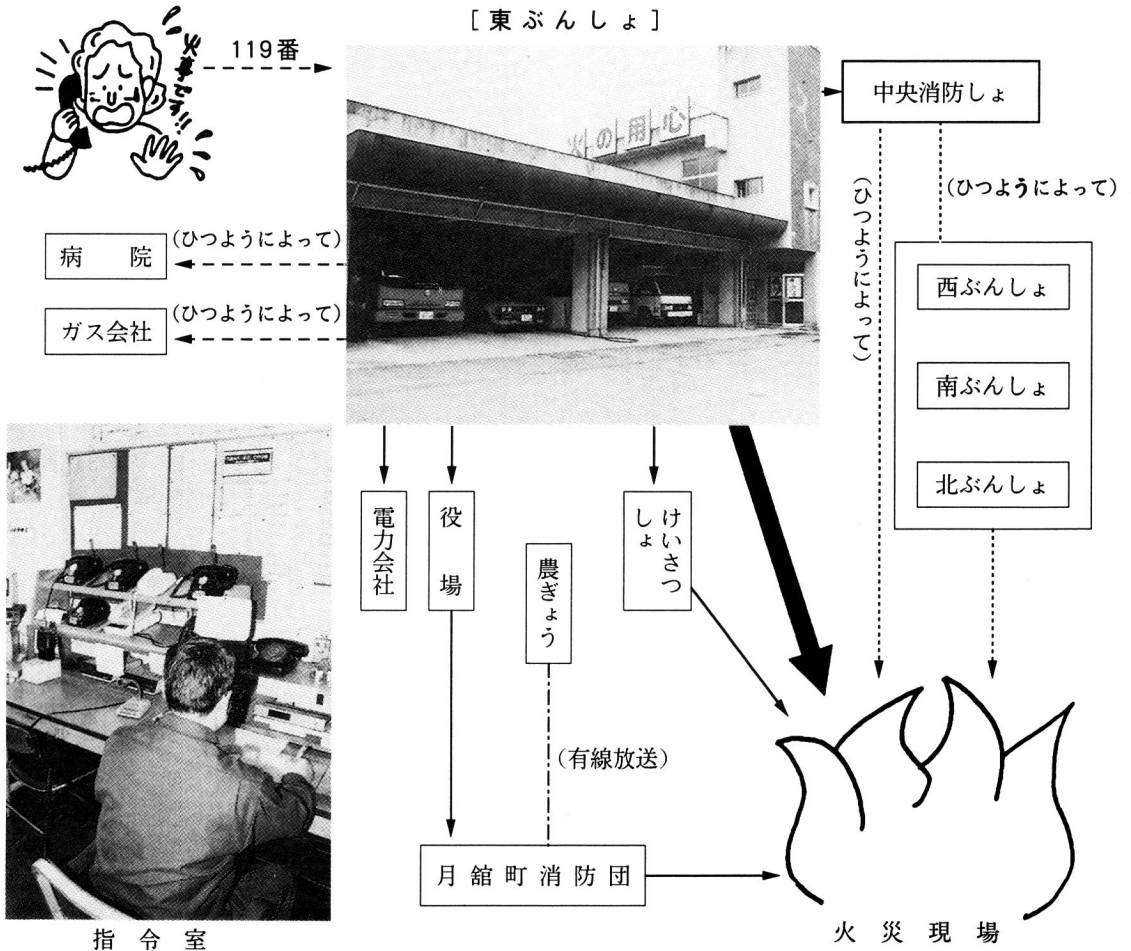 [東ぶんしょ]
119番
火事です!!
火の用心
中央消防しょ
(ひつようによって)
(ひつようによって)
西ぶんしょ
南ぶんしょ
北ぶんしょ
(ひつようによって)
病院
(ひつようによって)
ガス会社
電力会社
役場
農ぎょう
けいさつしょ
(有線放送)
月舘町消防団
火災現場
指令室